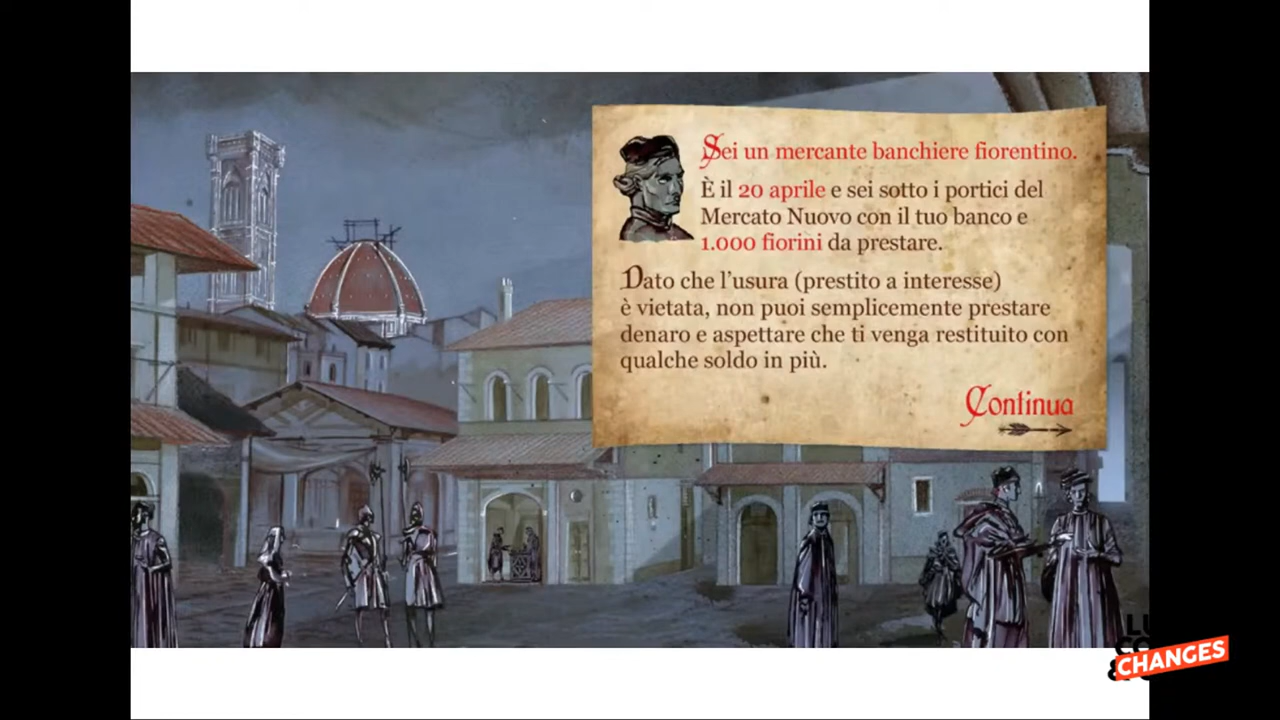 Sei un mercante banchiere fiorentino.
È il 20 aprile e sei sotto i portici del
Mercato Nuovo con il tuo banco e
1.000 fiorini da prestare.
Dato che l'usura (prestito a interesse)
è vietata, non puoi semplicemente prestare
denaro e aspettare che ti venga restituito con
qualche soldo in più.
Continua
CHANGES